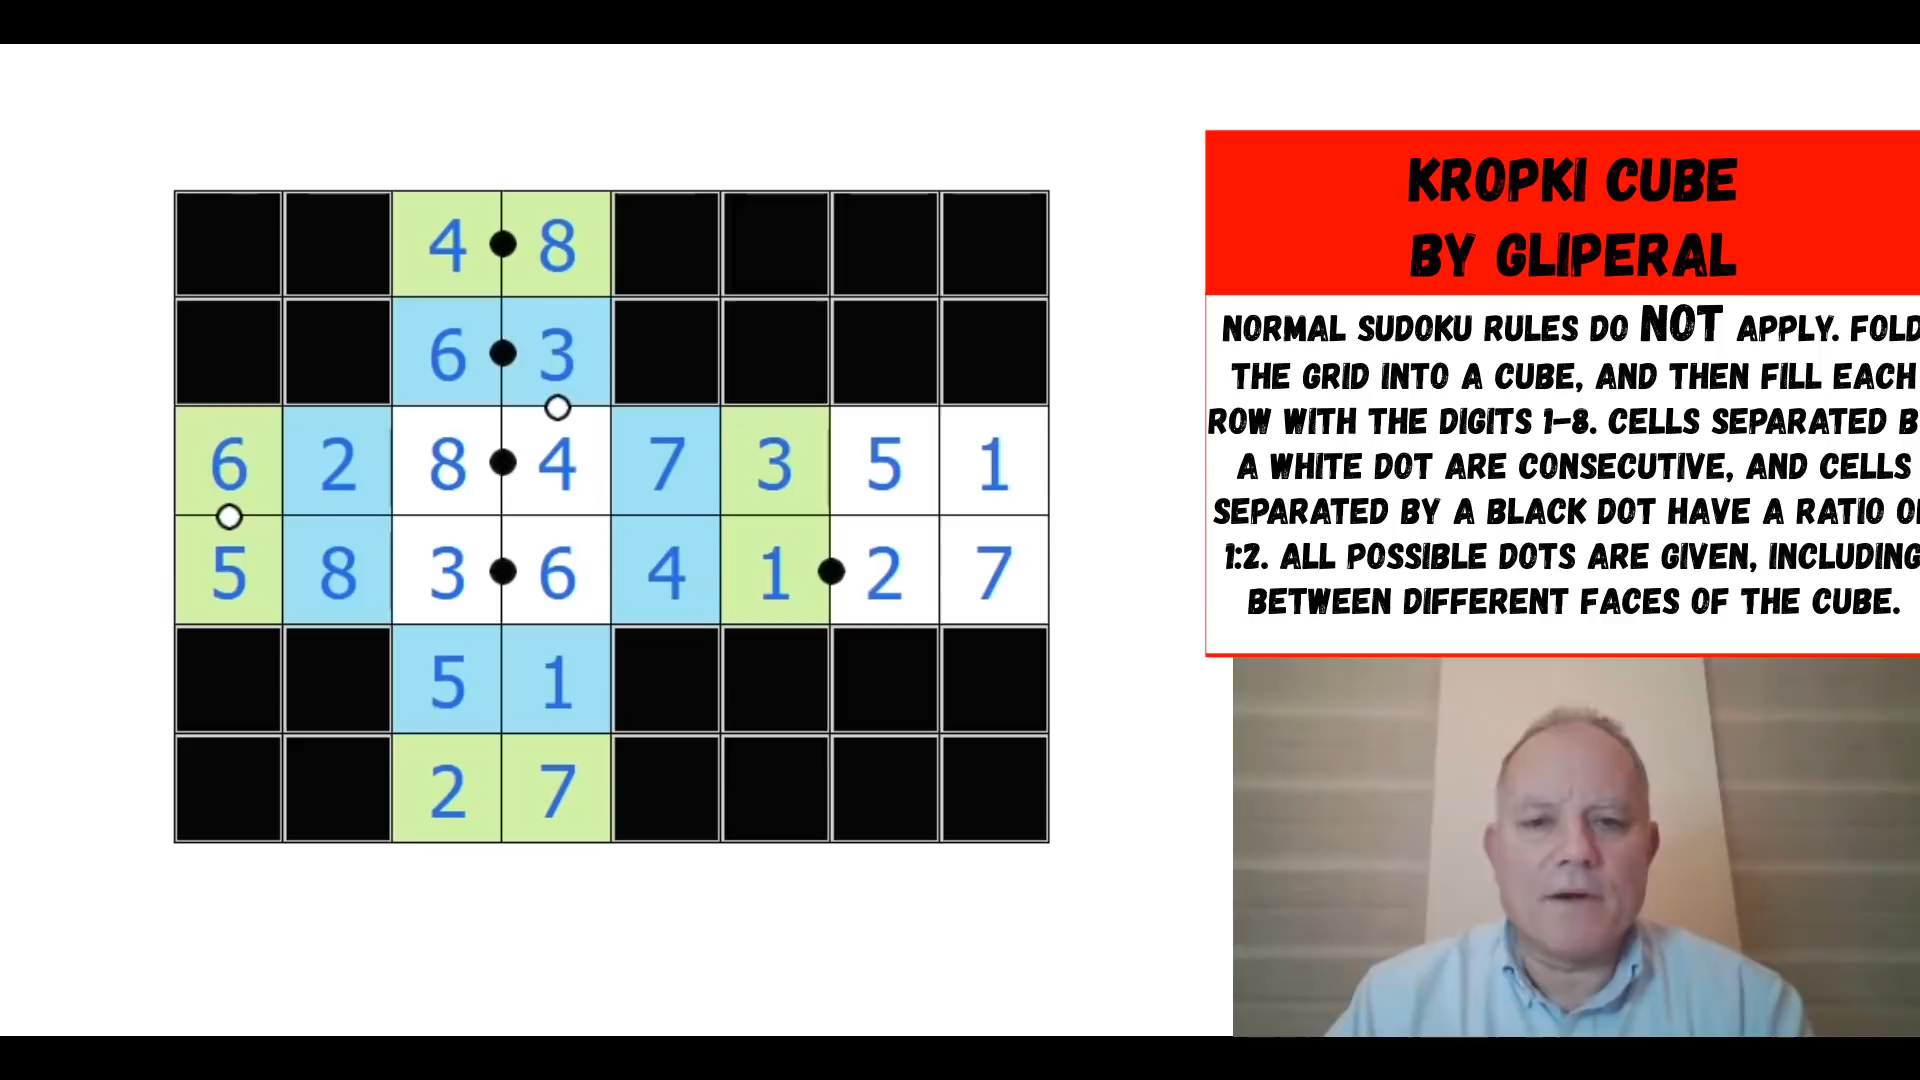 KROPKI CUBE
BY GLIPERAL
NORMAL SUDOKU RULES DO NOT APPLY. FOLD
THE GRID INTO A CUBE, AND THEN FILL EACH
ROW WITH THE DIGITS 1-8. CELLS SEPARATED B
A WHITE DOT ARE CONSECUTIVE, AND CELLS
SEPARATED BY A BLACK DOT HAVE A RATIO O
1:2. ALL POSSIBLE DOTS ARE GIVEN, INCLUDING
BETWEEN DIFFERENT FACES OF THE CUBE.
4 8
6 3
6 2 8 4 7 3 5 1
5 8 3 6 4 1 2 7
5 1
2 7